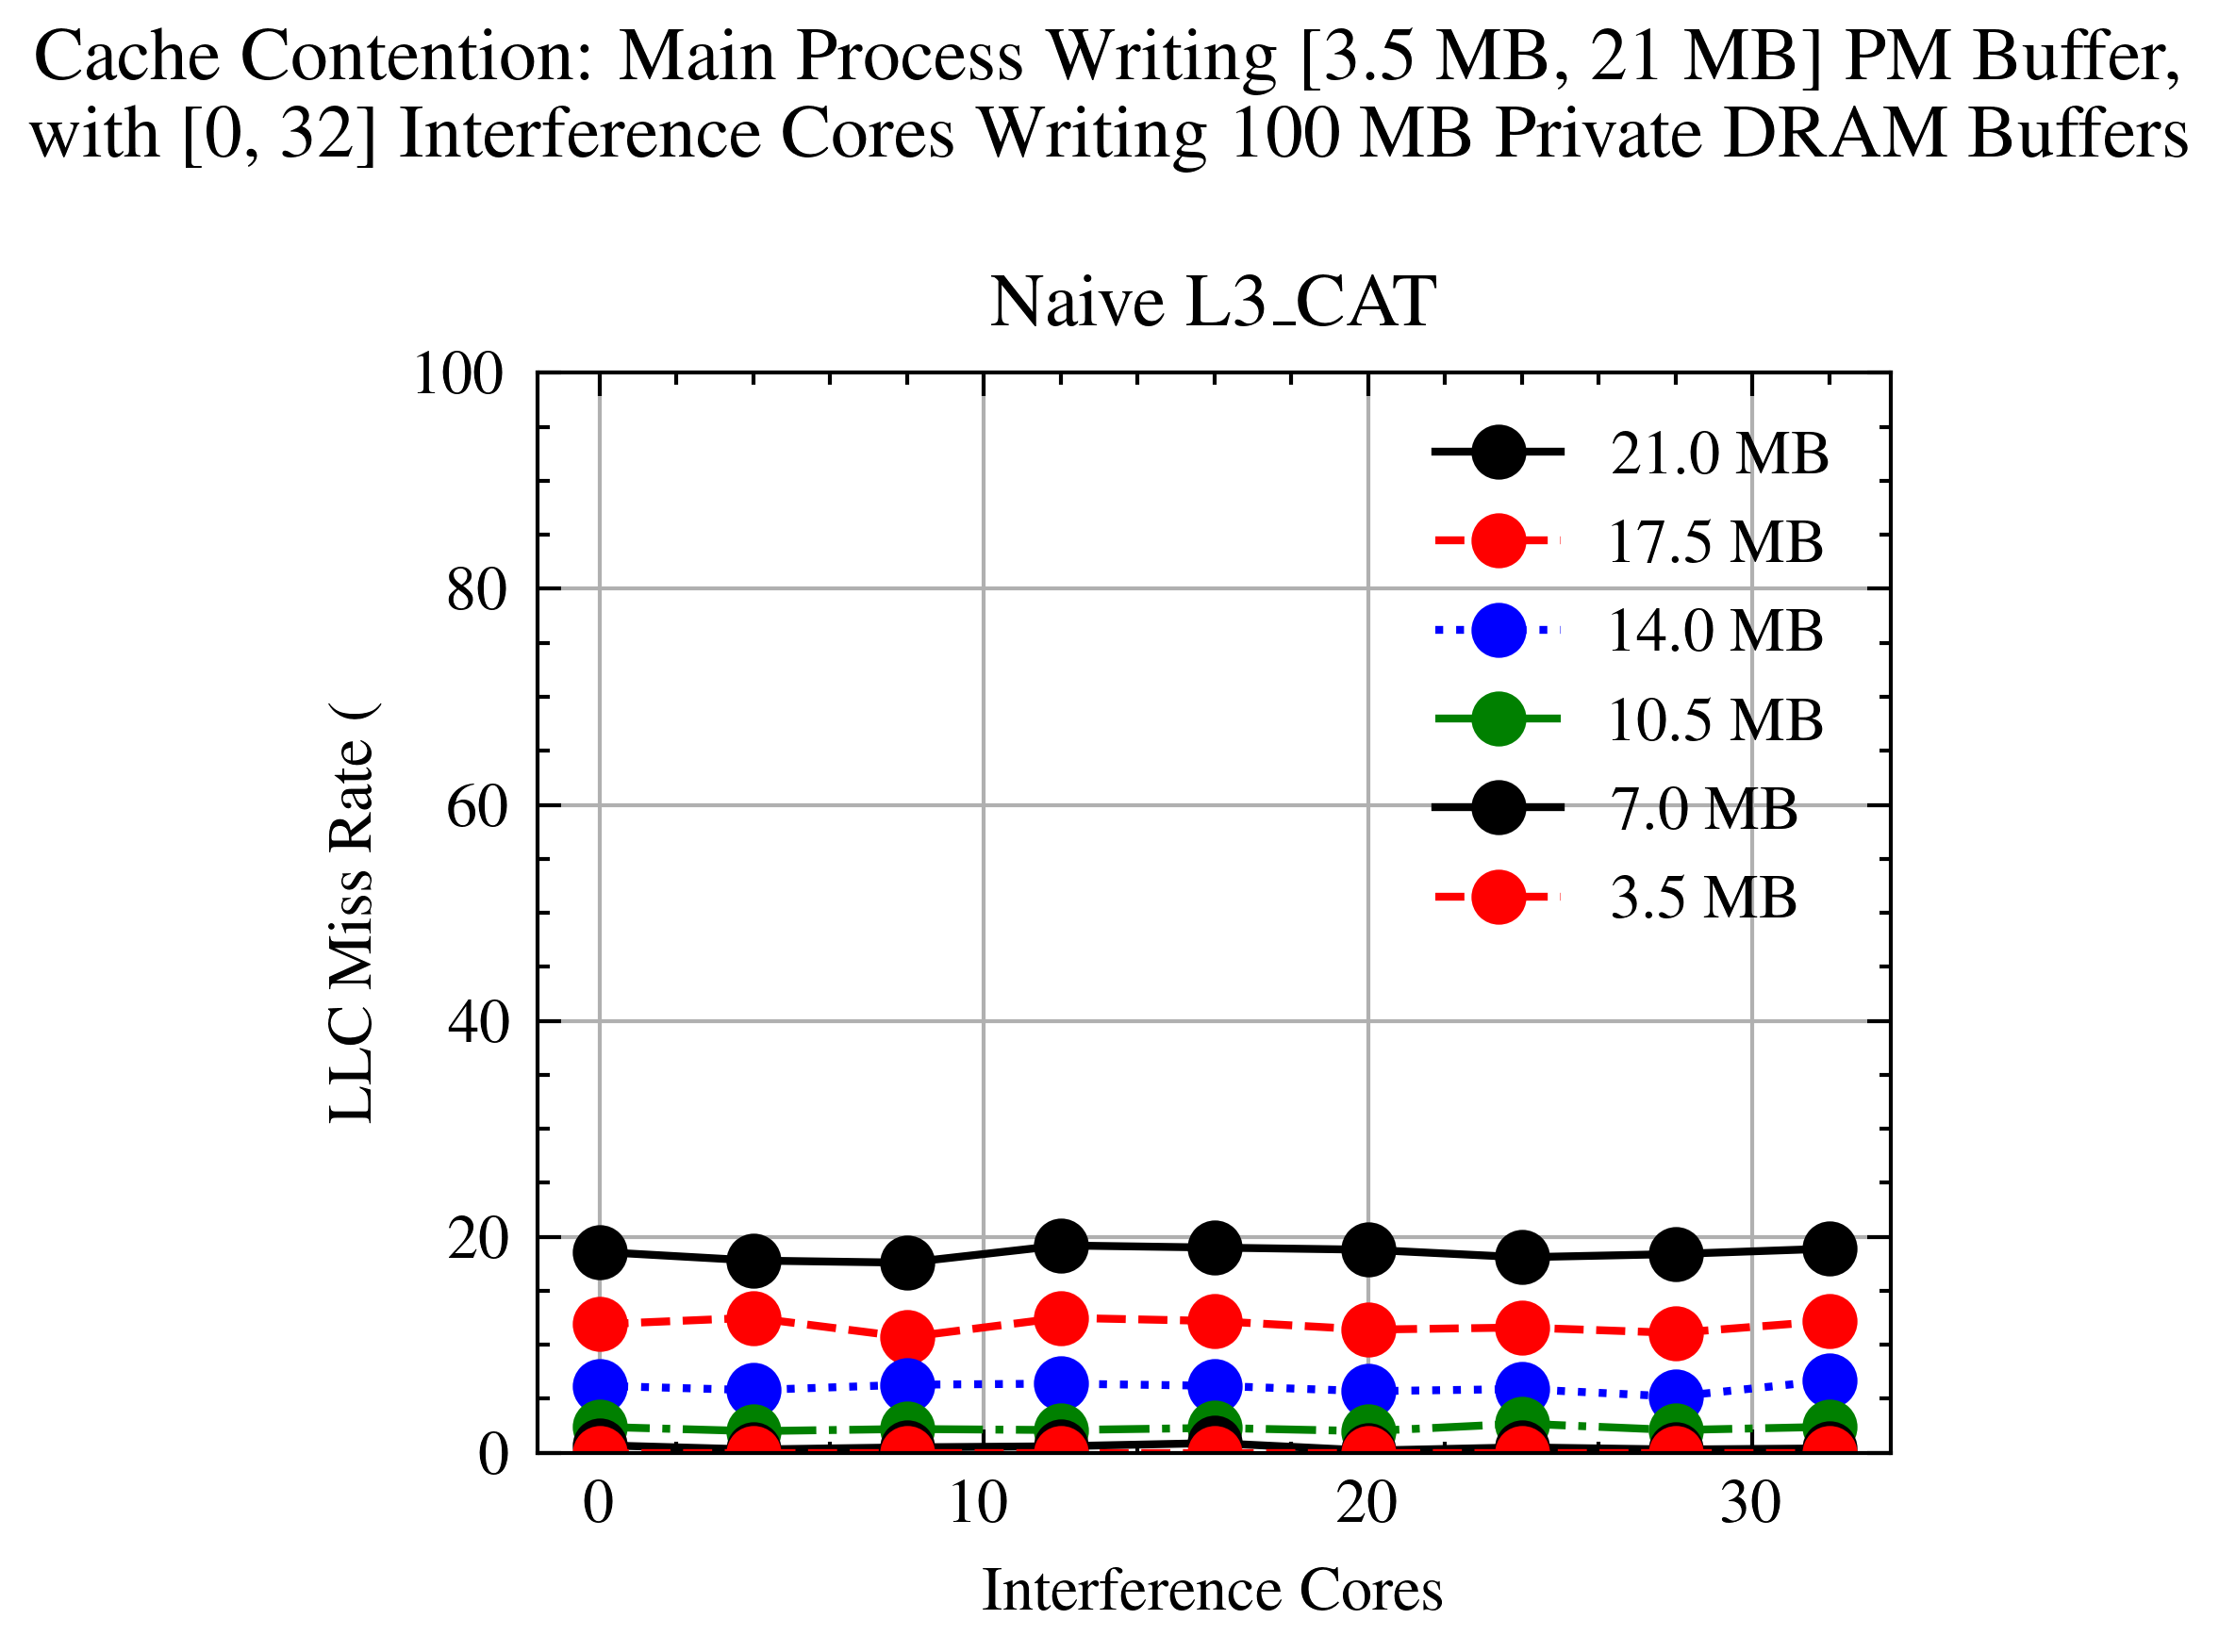 Cache Contention: Main Process Writing [3.5 MB, 21 MB] PM Buffer,
with [0, 32] Interference Cores Writing 100 MB Private DRAM Buffers
Naive L3_CAT
100
80
60
40
20
0
LLC Miss Rate (
21.0 MB
17.5 MB
14.0 MB
10.5 MB
7.0 MB
3.5 MB
0 10 20 30
Interference Cores